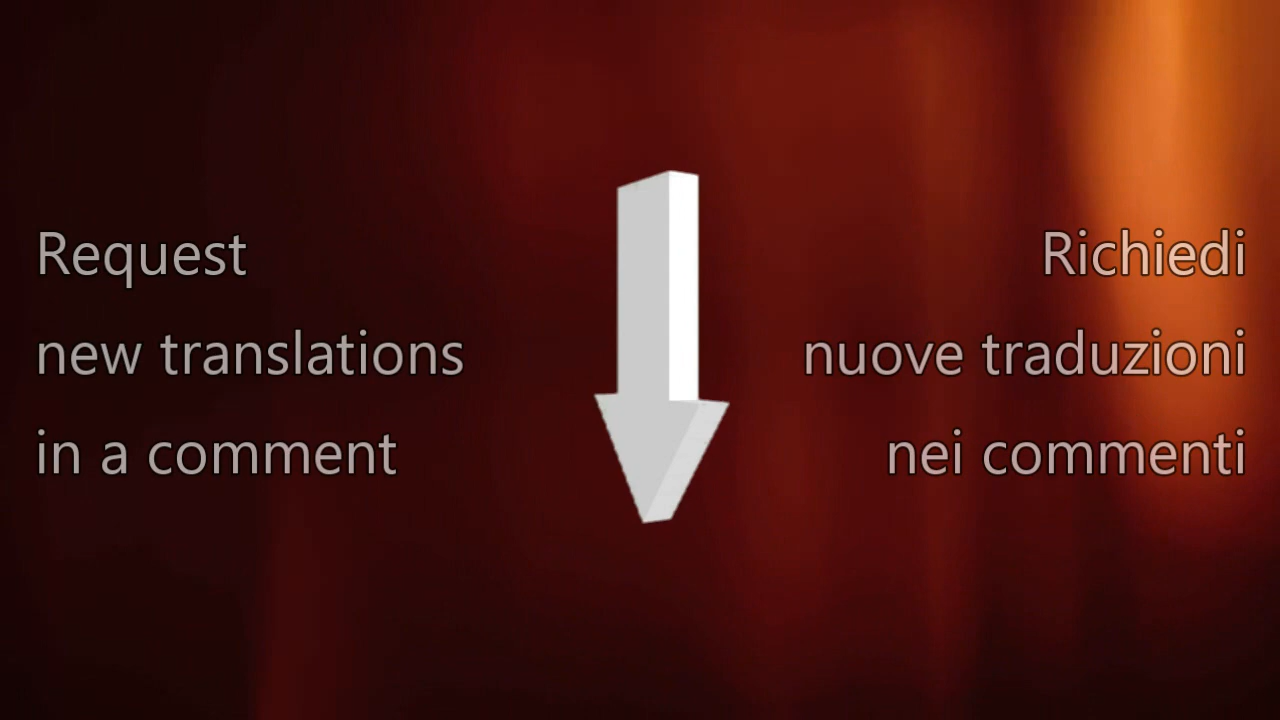 Request
new translations
in a comment
Richiedi
nuove traduzioni
nei commenti